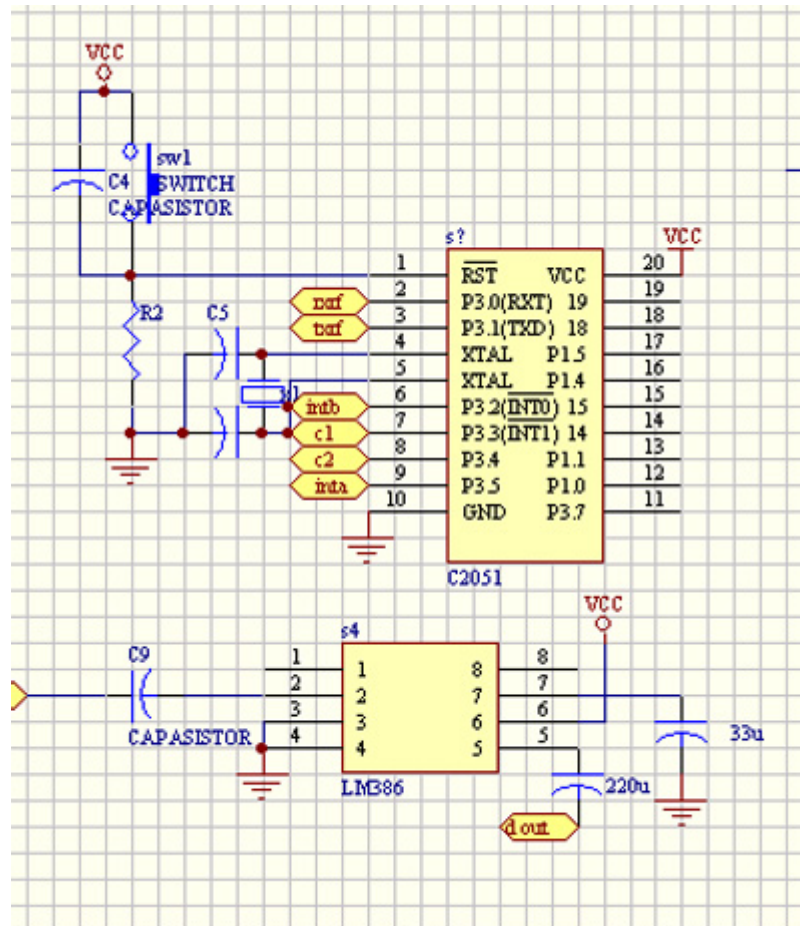 VCC
sw1
C4 SWITCH
CAPASISTOR
s?
VCC
1 RST VCC 20
2 P3.0(RXT) 19 19
3 P3.1(TXD) 18 18
4 XTAL P1.5 17
5 XTAL P1.4 16
6 P3.2(INT0) 15 15
7 P3.3(INT1) 14 14
8 P3.4 P1.1 13
9 P3.5 P1.0 12
10 GND P3.7 11
R2
C5
txrf
intb
c1
c2
inta
C2051
VCC
s4
C9
CAPASISTOR
1 1 8 8
2 2 7 7
3 3 6 6
4 4 5 5
LM386
33u
220u
d out